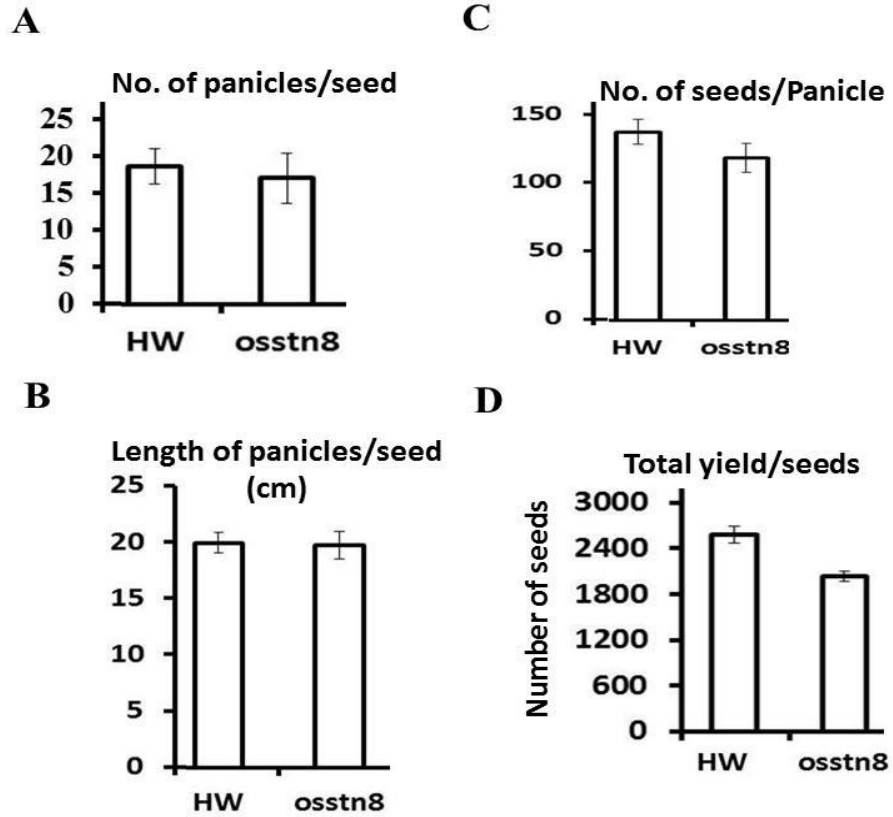 A
No. of panicles/seed
25
20
15
10
5
0
HW osstn8
B
Length of panicles/seed
(cm)
25
20
15
10
5
0
HW osstn8
C
No. of seeds/Panicle
150
100
50
0
HW osstn8
D
Total yield/seeds
Number of seeds
3000
2400
1800
1200
600
0
HW osstn8